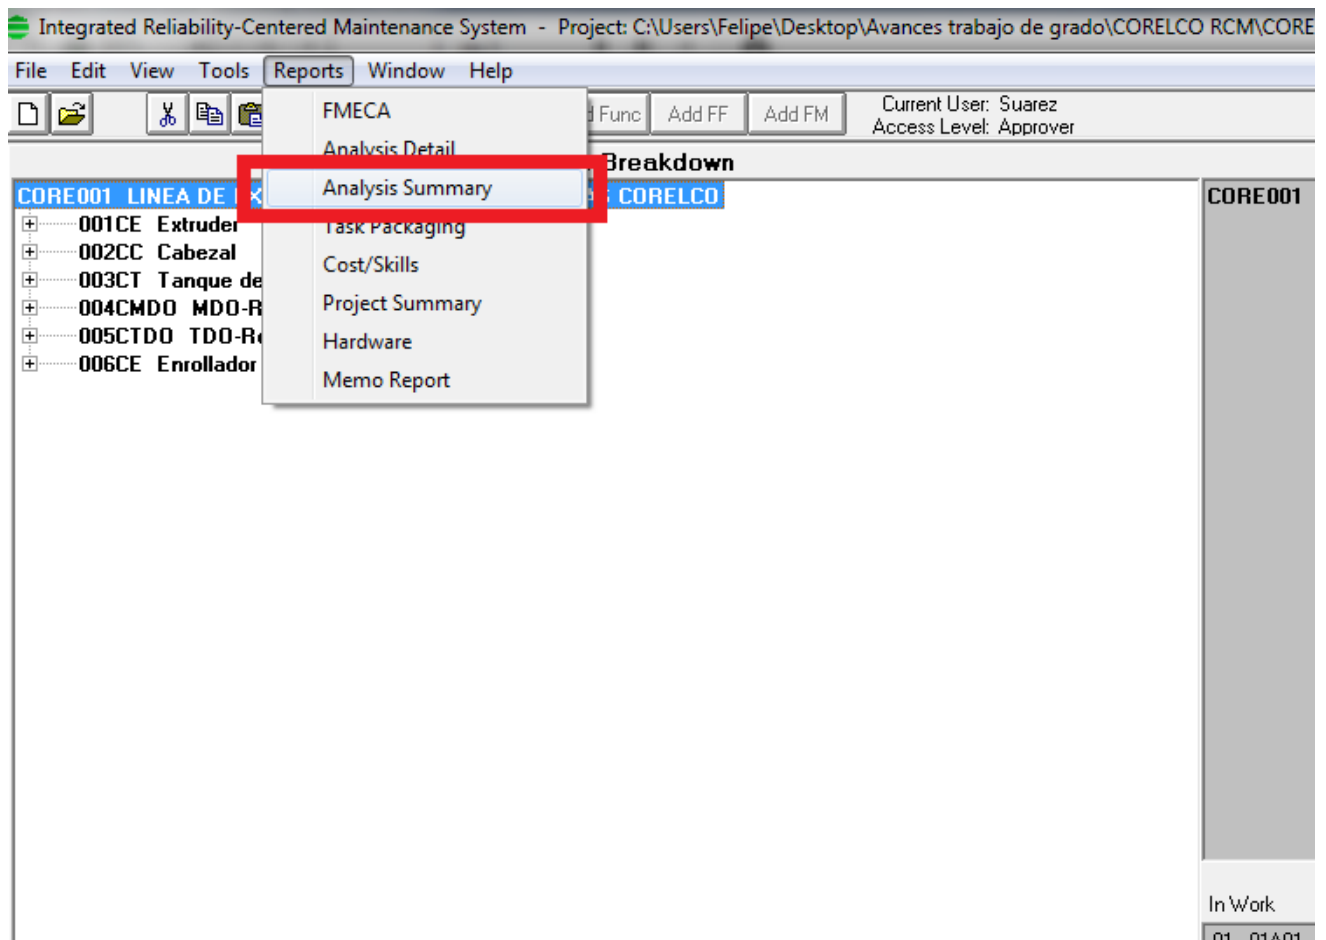 Integrated Reliability-Centered Maintenance System - Project: C:\Users\Felipe\Desktop\Avances trabajo de grado\CORELCO RCM\CORE
File Edit View Tools Reports Window Help
Func Add FF Add FM
Current User: Suarez
Access Level: Approver
Breakdown
FMECA
Analysis Detail
Analysis Summary
Task Packaging
Cost/Skills
Project Summary
Hardware
Memo Report
CORE001 LINEA DE CORELCO
001CE Extruder
002CC Cabezal
003CT Tanque de
004CMDO MDO-R
005CTDO TDO-Re
006CE Enrollador
CORE001
In Work
01 01A01